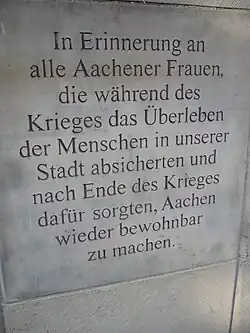 In Erinnerung an
alle Aachener Frauen,
die während des
Krieges das Überleben
der Menschen in unserer
Stadt absicherten und
nach Ende des Krieges
dafür sorgten, Aachen
wieder bewohnbar
zu machen.